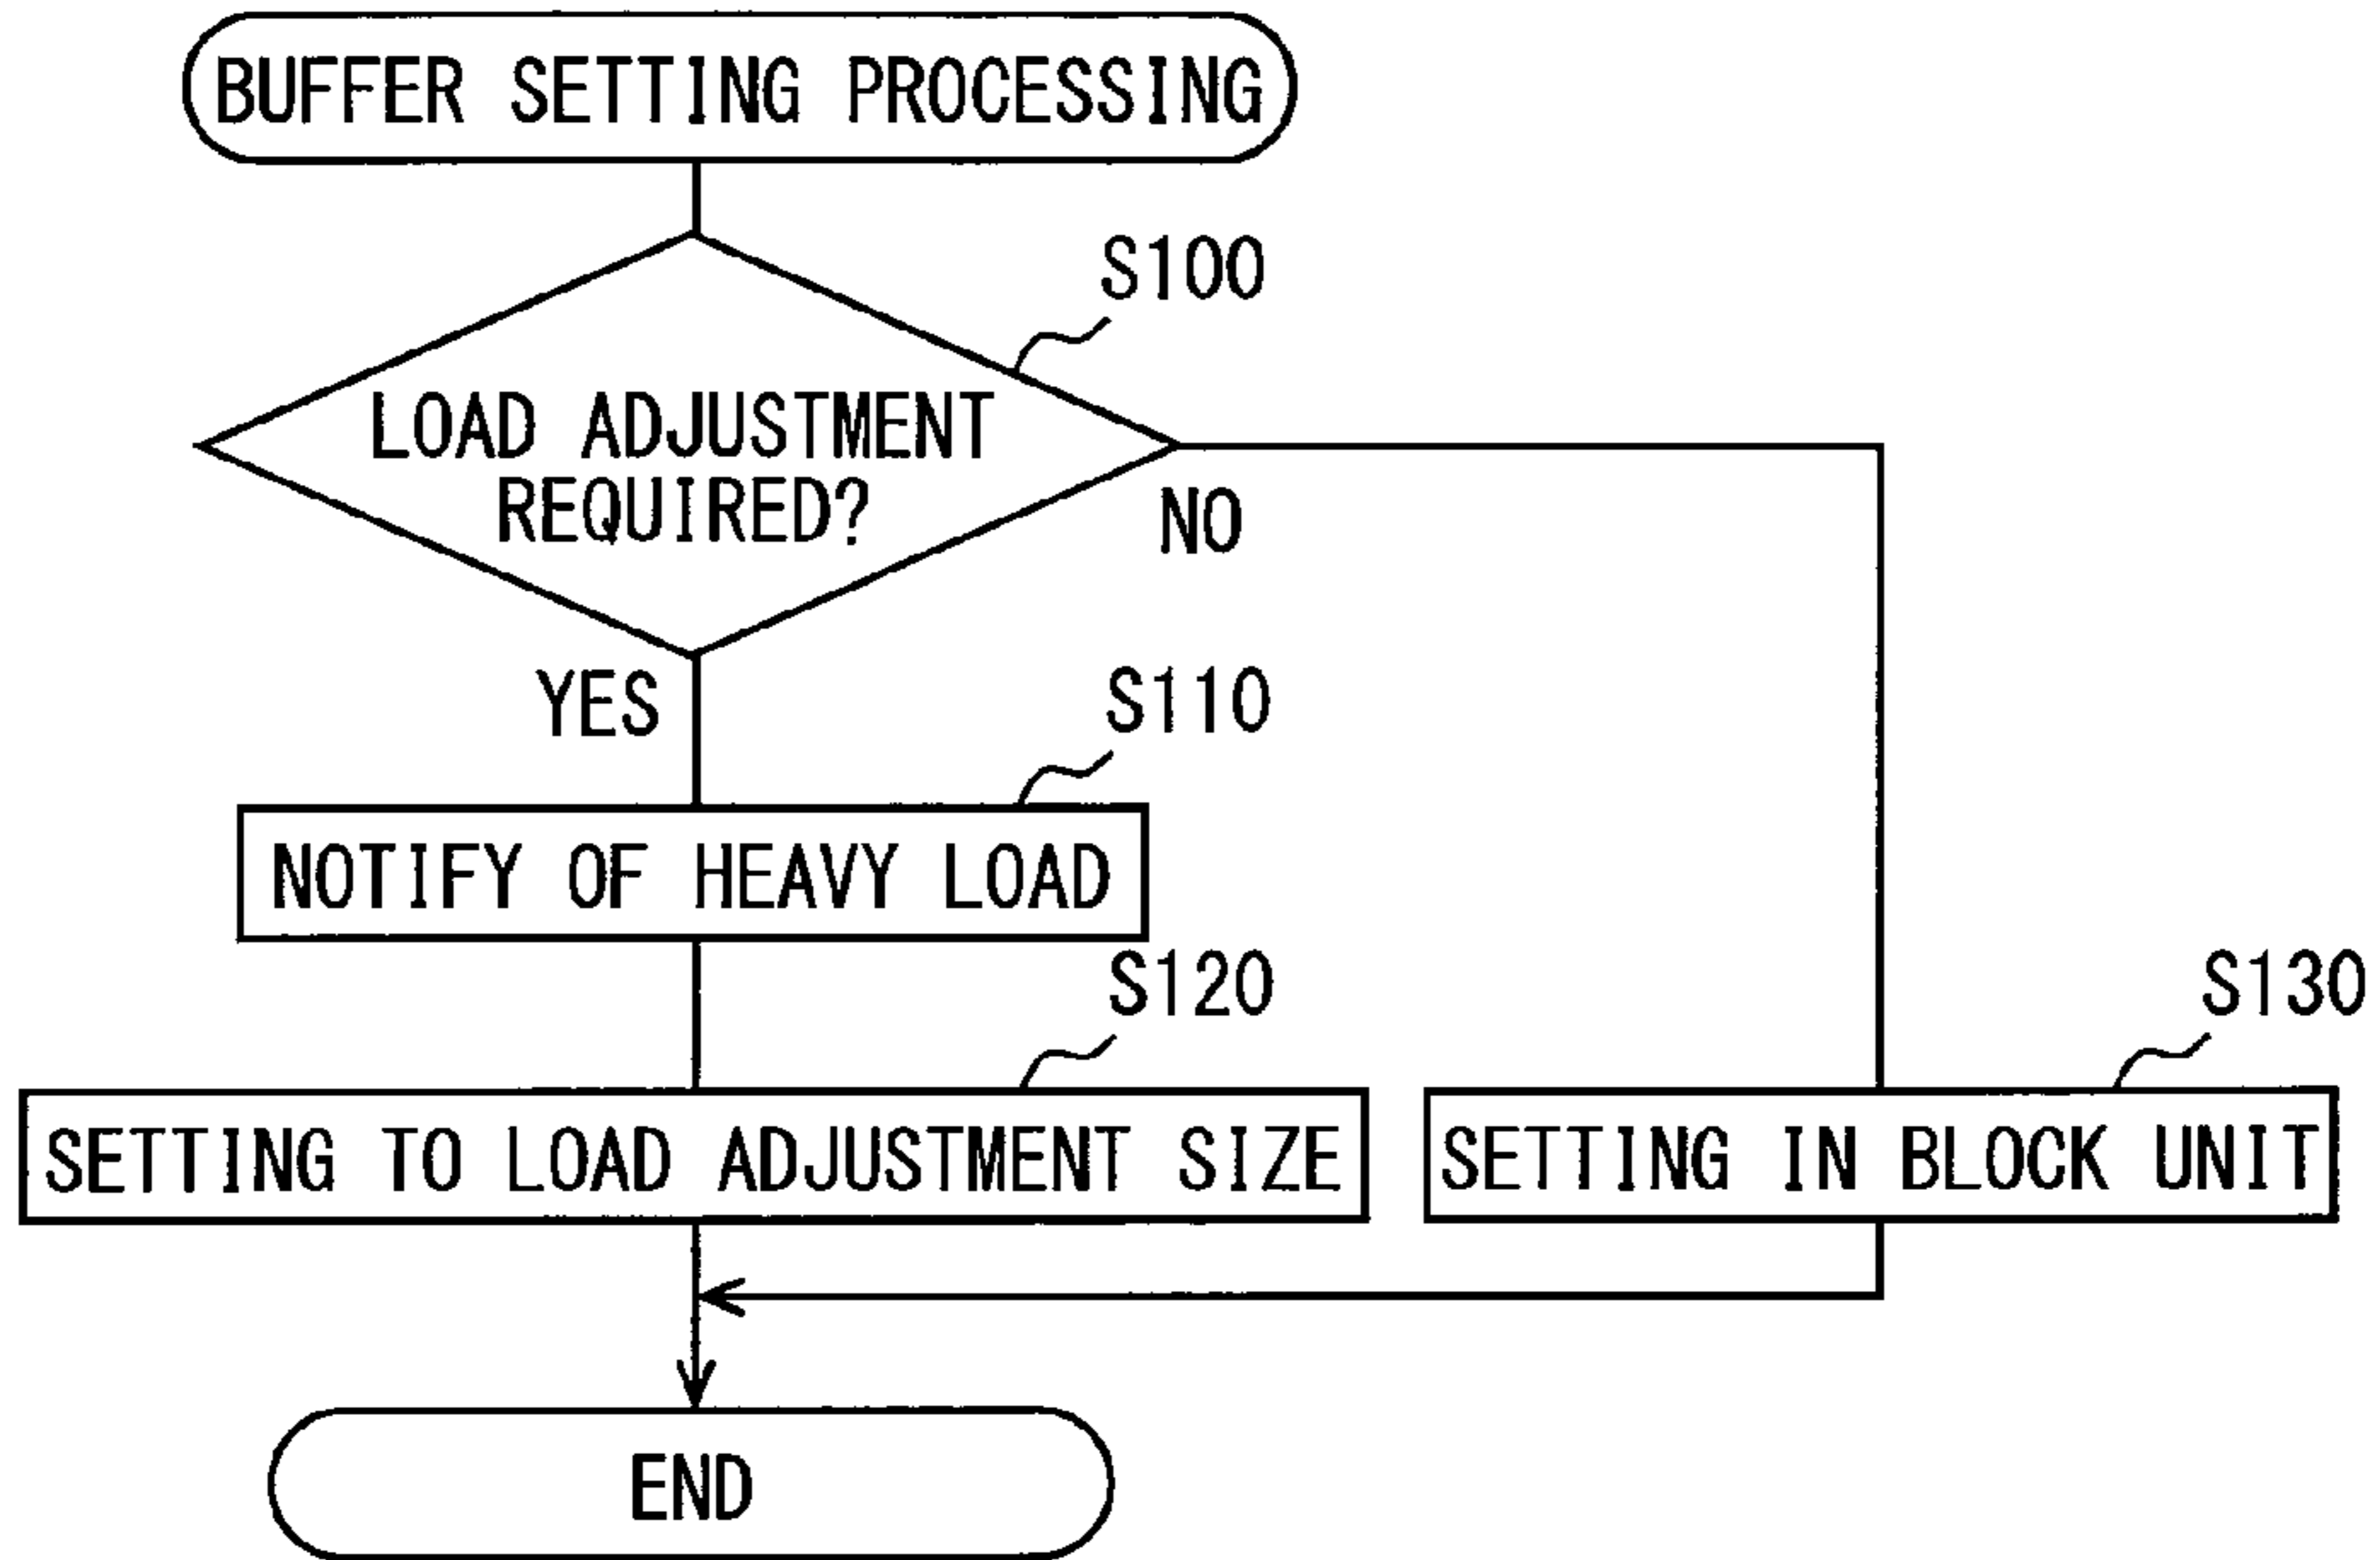 BUFFER SETTING PROCESSING
S100
LOAD ADJUSTMENT
REQUIRED?
NO
YES
S110
NOTIFY OF HEAVY LOAD
S120
S130
SETTING TO LOAD ADJUSTMENT SIZE
SETTING IN BLOCK UNIT
END